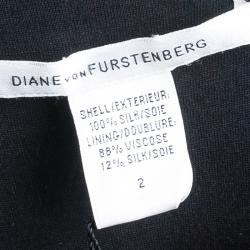 DIANE VON FURSTENBERG
SHELL/EXTERIEUR:
100% SILK/SOIE
LINING/DOUBLURE:
88% VISCOSE
12% SILK/SOIE
2